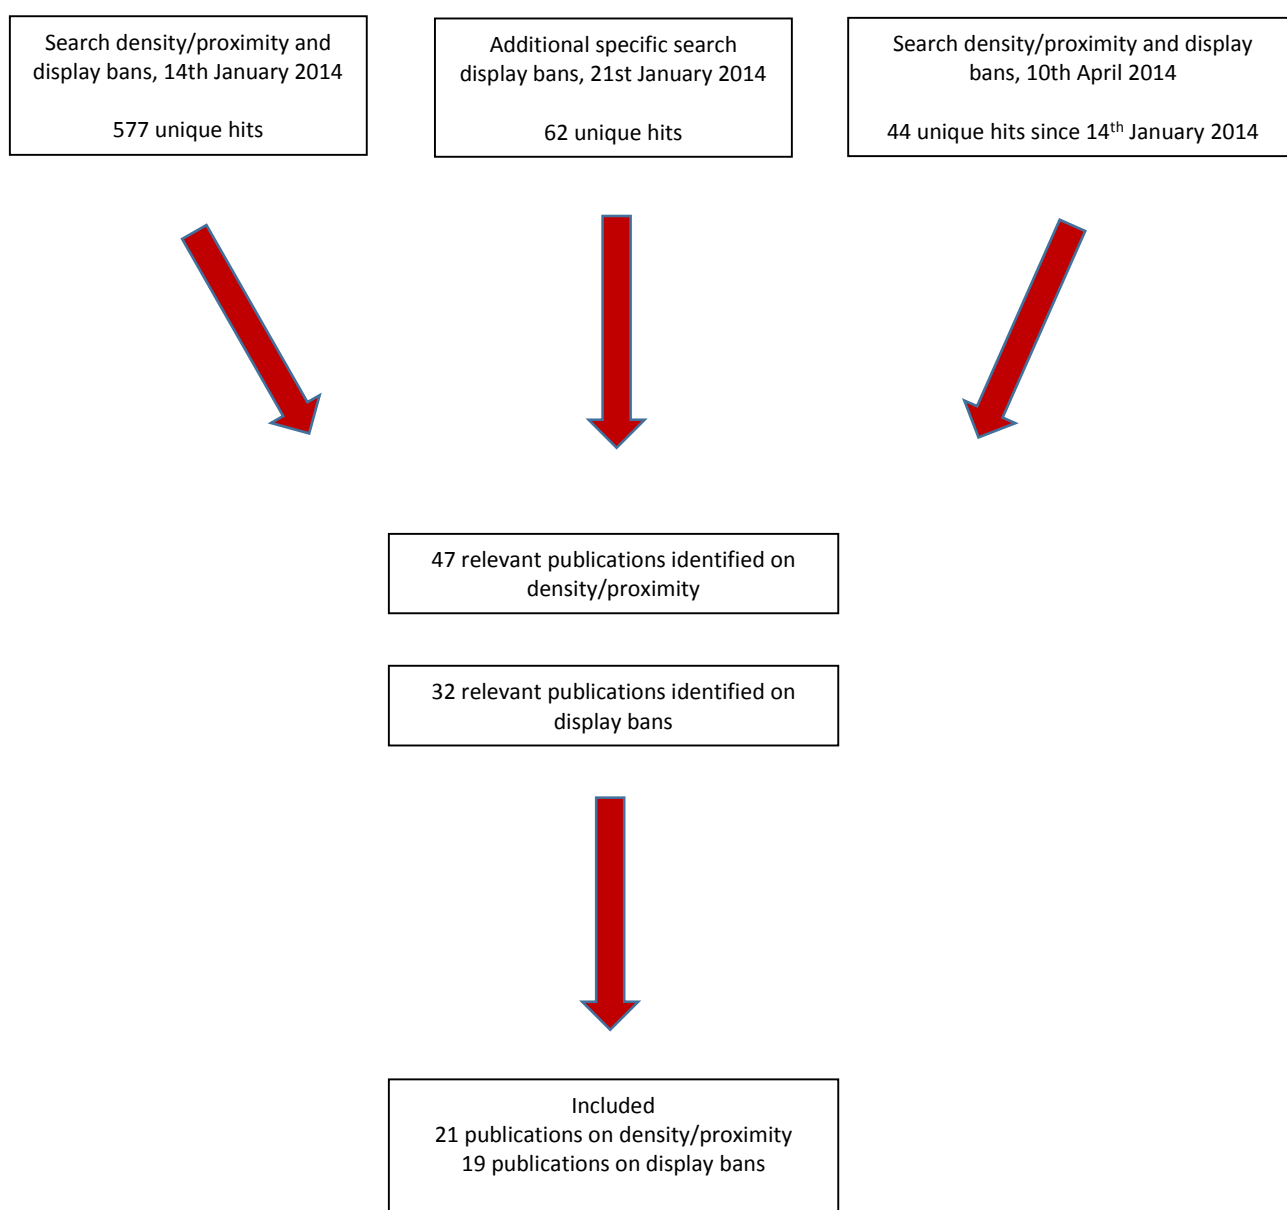 Search density/proximity and
display bans, 14th January 2014
577 unique hits
Additional specific search
display bans, 21st January 2014
62 unique hits
Search density/proximity and display
bans, 10th April 2014
44 unique hits since 14th January 2014
47 relevant publications identified on
density/proximity
32 relevant publications identified on
display bans
Included
21 publications on density/proximity
19 publications on display bans